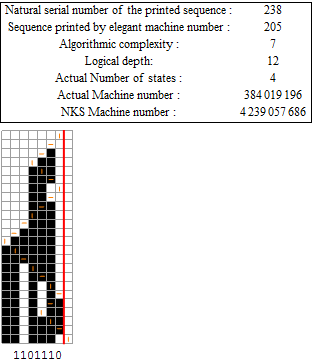 Natural serial number of the printed sequence : 238
Sequence printed by elegant machine number : 205
Algorithmic complexity : 7
Logical depth: 12
Actual Number of states : 4
Actual Machine number : 384 019 196
NKS Machine number : 4 239 057 686
1101110